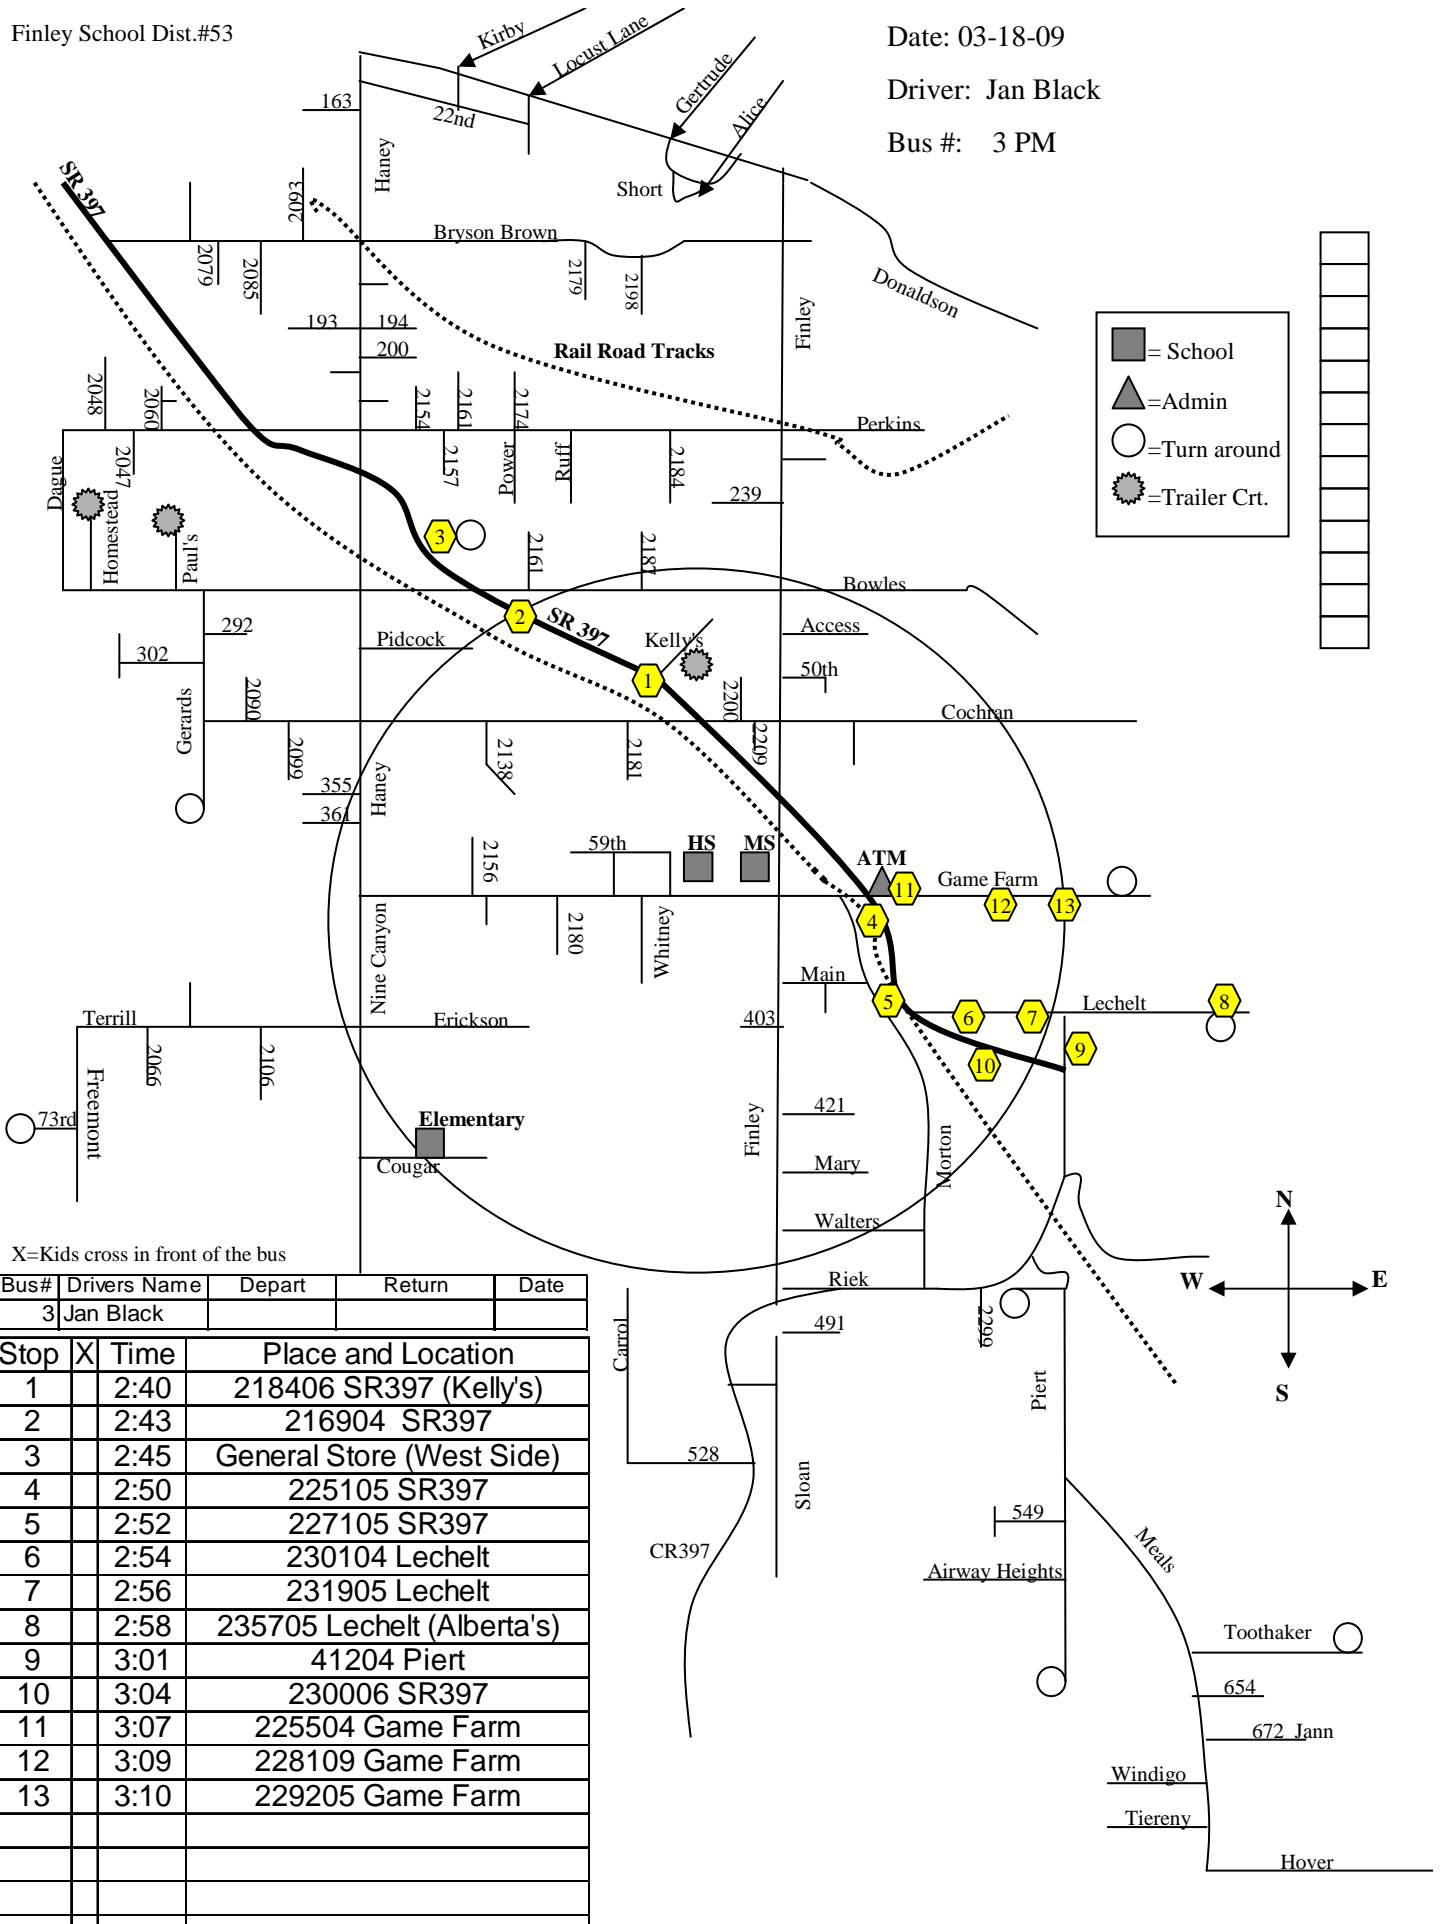 Finley School Dist.#53
Date: 03-18-09
Driver: Jan Black
Bus #: 3 PM
Kirby
Locust Lane
Gertrude
Alice
163
22nd
Haney
Short
SR 397
2093
Bryson Brown
2079
2085
2179
2198
Finley
Donaldson
193
194
200
Rail Road Tracks
= School
=Admin
=Turn around
=Trailer Crt.
2048
2060
2154
2161
2174
Perkins
Dague
2047
2157
Power
Ruff
2184
239
Homestead
Paul's
3
2161
2187
Bowles
2
SR 397
292
Pidcock
Kelly's
Access
302
1
50th
Gerards
2090
2200
Cochran
2099
2138
2181
2209
355
Haney
361
2156
59th
HS
MS
ATM
11
Game Farm
12
13
4
Nine Canyon
2180
Whitney
Main
5
Lechelt
8
6
7
Terrill
Erickson
403
9
10
2066
2106
Freemont
73rd
Elementary
Cougar
Finley
421
Mary
Morton
Walters
N
W
E
S
X=Kids cross in front of the bus
Riek
2299
491
Carrol
Piert
528
Sloan
549
CR397
Airway Heights
Meals
Toothaker
654
672 Jann
Windigo
Tiereny
Hover
Bus# Drivers Name Depart Return Date
3 Jan Black
Stop X Time Place and Location
1 2:40 218406 SR397 (Kelly's)
2 2:43 216904 SR397
3 2:45 General Store (West Side)
4 2:50 225105 SR397
5 2:52 227105 SR397
6 2:54 230104 Lechelt
7 2:56 231905 Lechelt
8 2:58 235705 Lechelt (Alberta's)
9 3:01 41204 Piert
10 3:04 230006 SR397
11 3:07 225504 Game Farm
12 3:09 228109 Game Farm
13 3:10 229205 Game Farm